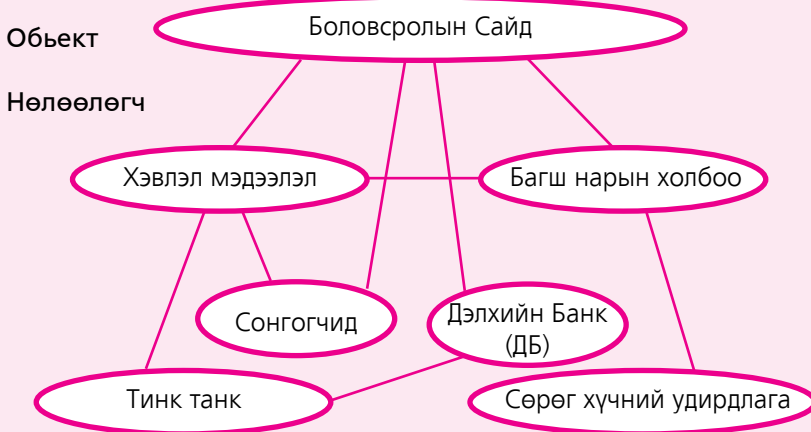 Обьект
Боловсролын Сайд
Нөлөөлөгч
Хэвлэл мэдээлэл
Багш нарын холбоо
Сонгогчид
Дэлхийн Банк
(ДБ)
Тинк танк
Сөрөг хүчний удирдлага